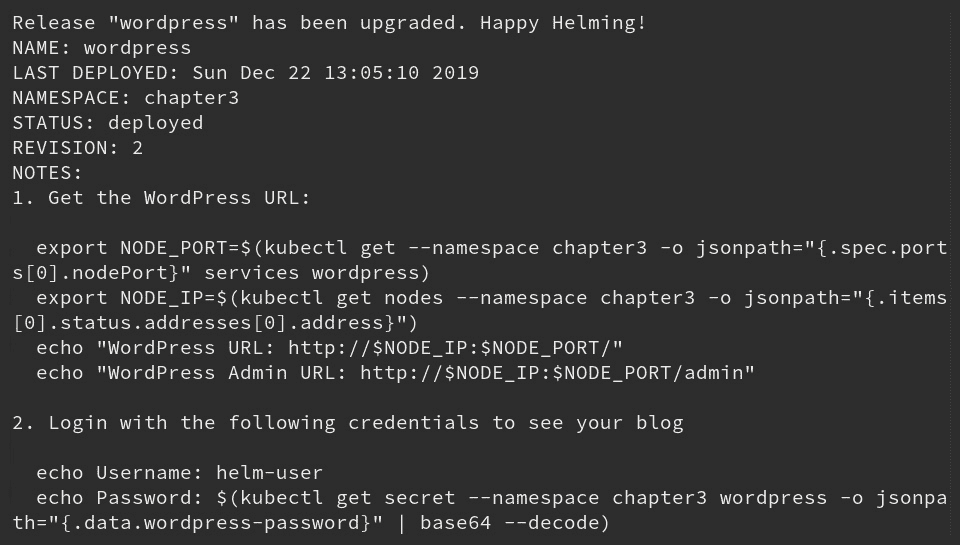 Release "wordpress" has been upgraded. Happy Helming!
NAME: wordpress
LAST DEPLOYED: Sun Dec 22 13:05:10 2019
NAMESPACE: chapter3
STATUS: deployed
REVISION: 2
NOTES:
1. Get the WordPress URL:

  export NODE_PORT=$(kubectl get --namespace chapter3 -o jsonpath="{.spec.port
s[0].nodePort}" services wordpress)
  export NODE_IP=$(kubectl get nodes --namespace chapter3 -o jsonpath="{.items
[0].status.addresses[0].address}")
  echo "WordPress URL: http://$NODE_IP:$NODE_PORT/"
  echo "WordPress Admin URL: http://$NODE_IP:$NODE_PORT/admin"

2. Login with the following credentials to see your blog

  echo Username: helm-user
  echo Password: $(kubectl get secret --namespace chapter3 wordpress -o jsonpa
th="{.data.wordpress-password}" | base64 --decode)